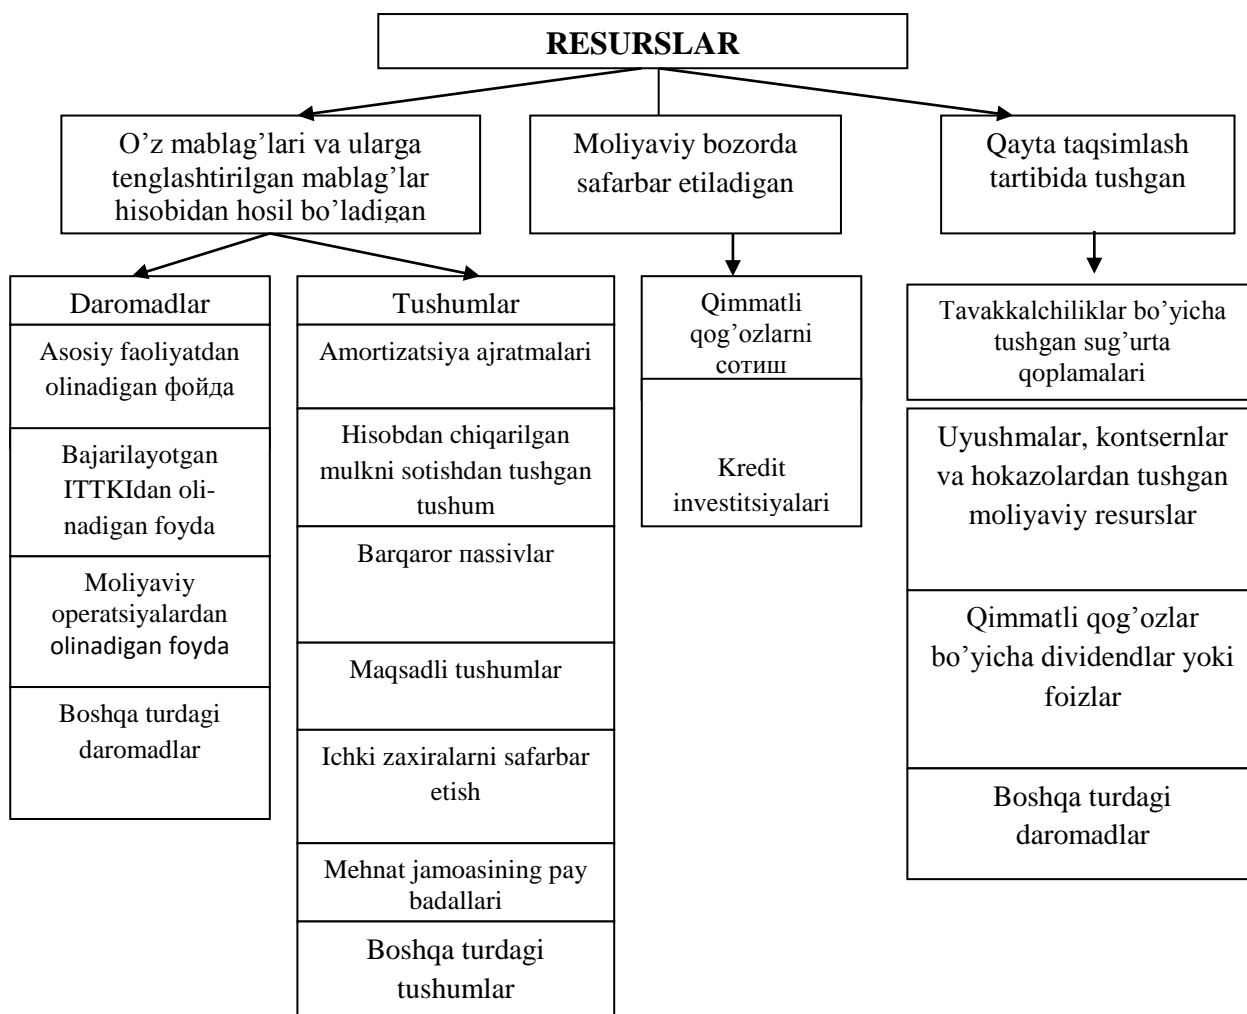 RESURSLAR
O’z mablag’lari va ularga
tenglashtirilgan mablag’lar
hisobidan hosil bo’ladigan
Moliyaviy bozorda
safarbar etiladigan
Qayta taqsimlash
tartibida tushgan
Daromadlar
Asosiy faoliyatdan
olinadigan фойда
Bajarilayotgan
ITTKIdan oli-
nadigan foyda
Moliyaviy
operatsiyalardan
olinadigan foyda
Boshqa turdagi
daromadlar
Tushumlar
Amortizatsiya ajratmalari
Hisobdan chiqarilgan
mulkni sotishdan tushgan
tushum
Barqaror пassivlar
Maqsadli tushumlar
Ichki zaxiralarni safarbar
etish
Mehnat jamoasining pay
badallari
Boshqa turdagi
tushumlar
Qimmatli
qog’ozlarni
сотиш
Kredit
investitsiyalari
Tavakkalchiliklar bo’yicha
tushgan sug’urta
qoplamalari
Uyushmalar, kontsernlar
va hokazolardan tushgan
moliyaviy resurslar
Qimmatli qog’ozlar
bo’yicha dividendlar yoki
foizlar
Boshqa turdagi
daromadlar